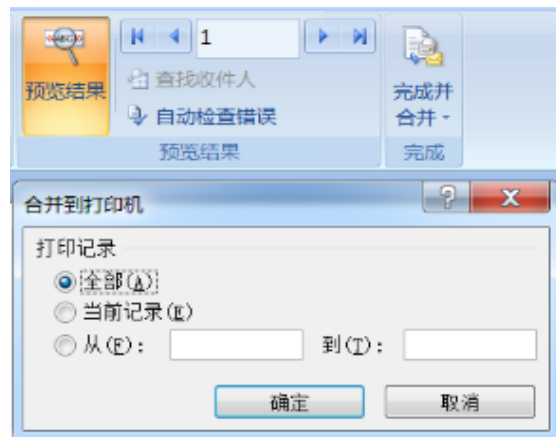 «ABC»
1
预览结果
查找收件人
自动检查错误
完成并
合并
预览结果
完成
合并到打印机
打印记录
全部(A)
当前记录(E)
从(F): 到(T):
确定 取消